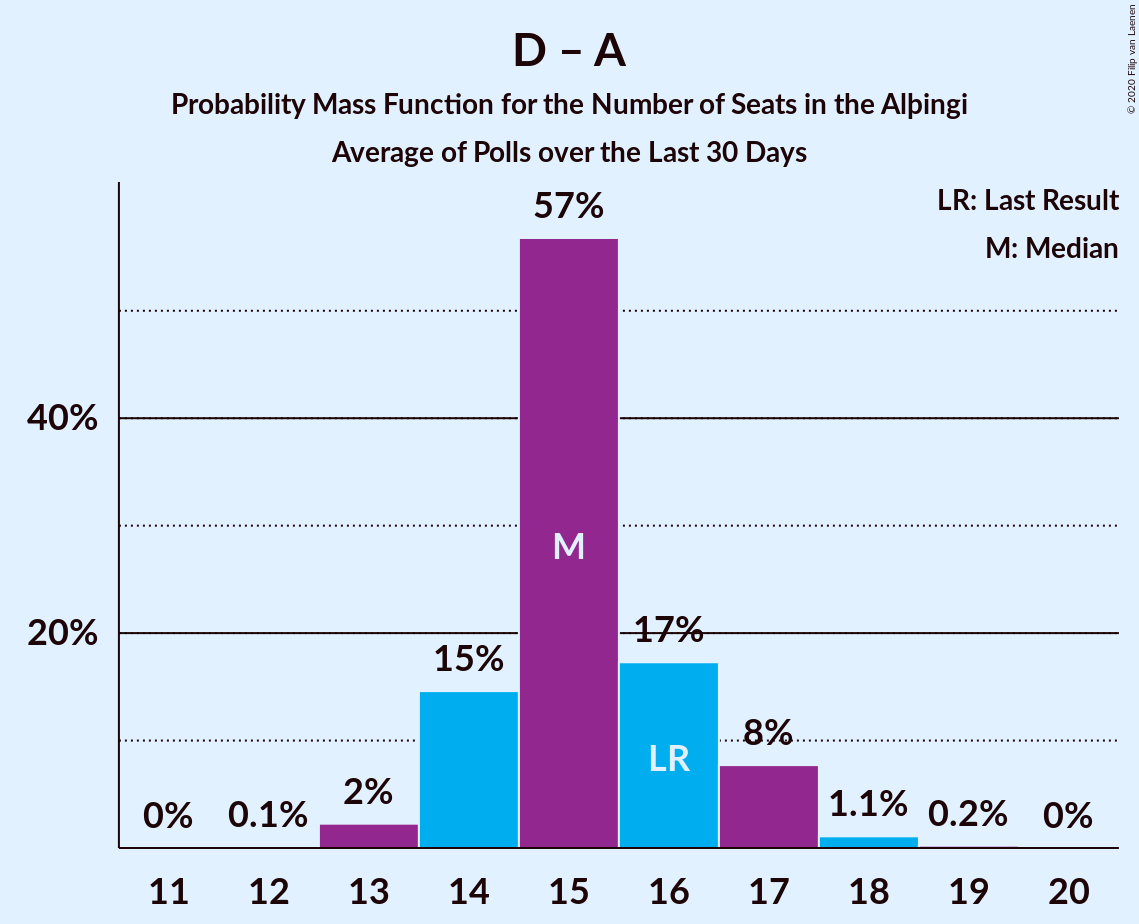 D – A
Probability Mass Function for the Number of Seats in the Alþingi
Average of Polls over the Last 30 Days
© 2020 Filip van Laenen
LR: Last Result
M: Median
57%
40%
M
20%
17%
15%
8%
LR
2%
1.1%
0.1%
0.2%
0%
0%
11 12 13 14 15 16 17 18 19 20